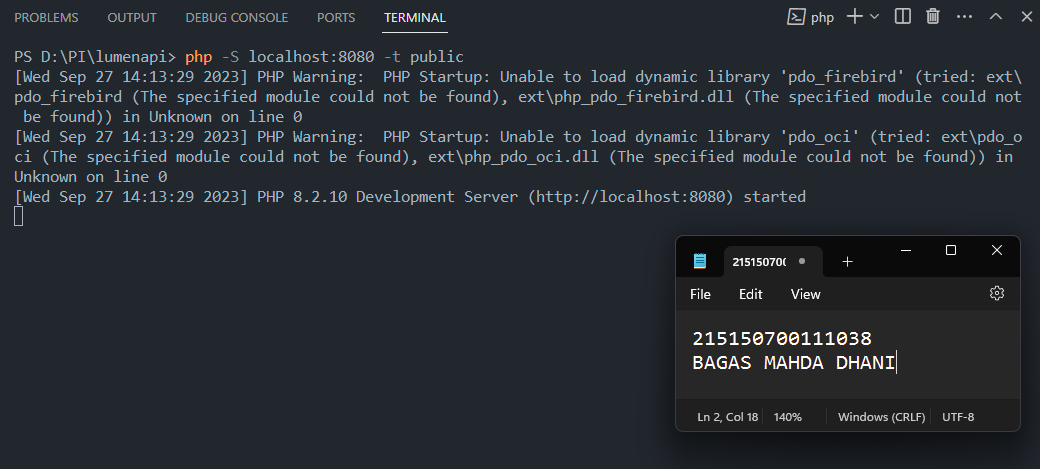 PROBLEMS OUTPUT DEBUG CONSOLE PORTS TERMINAL php
PS D:\PI\lumenapi> php -S localhost:8080 -t public
[Wed Sep 27 14:13:29 2023] PHP Warning:  PHP Startup: Unable to load dynamic library 'pdo_firebird' (tried: ext\
pdo_firebird (The specified module could not be found), ext\php_pdo_firebird.dll (The specified module could not
 be found)) in Unknown on line 0
[Wed Sep 27 14:13:29 2023] PHP Warning:  PHP Startup: Unable to load dynamic library 'pdo_oci' (tried: ext\pdo_o
ci (The specified module could not be found), ext\php_pdo_oci.dll (The specified module could not be found)) in
Unknown on line 0
[Wed Sep 27 14:13:29 2023] PHP 8.2.10 Development Server (http://localhost:8080) started
21515070(
File Edit View
215150700111038
BAGAS MAHDA DHANI
Ln 2, Col 18 140% Windows (CRLF) UTF-8